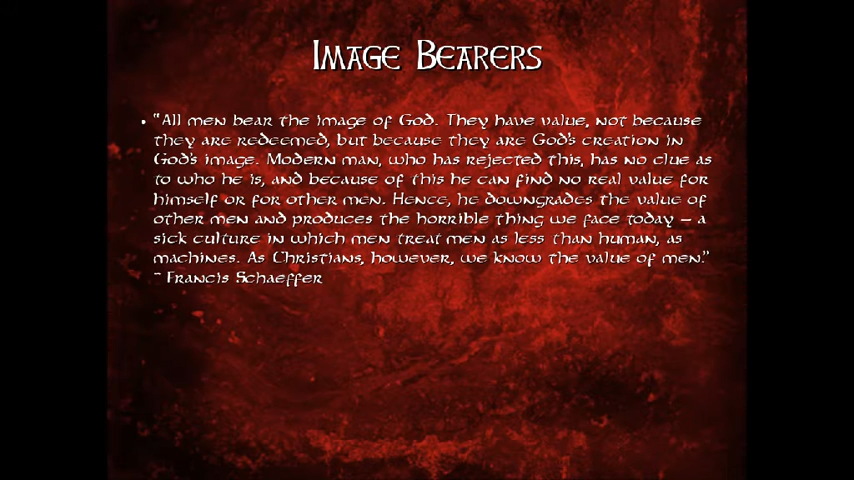 Image Bearers
• "All men bear the image of God. They have value, not because
they are redeemed, but because they are God's creation in
God's image. Modern man, who has rejected this, has no clue as
to who he is, and because of this he can find no real value for
himself or for other men. Hence, he downgrades the value of
other men and produces the horrible thing we face today – a
sick culture in which men treat men as less than human, as
machines. As Christians, however, we know the value of men."
~ Francis Schaeffer